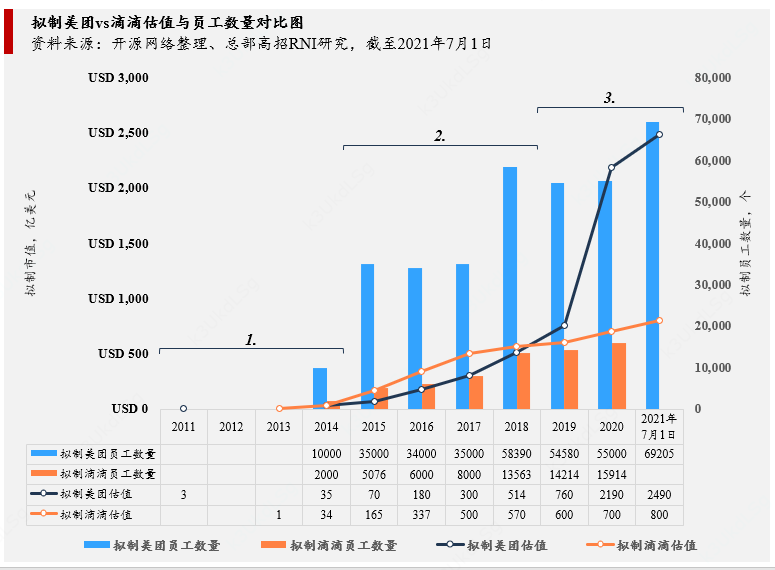 拟制美团vs滴滴估值与员工数量对比图
资料来源：开源网络整理、总部高招RNI研究，截至2021年7月1日
USD 3,000
USD 2,500
USD 2,000
USD 1,500
USD 1,000
USD 500
USD 0
拟制市值，亿美元
80,000
70,000
60,000
50,000
40,000
30,000
20,000
10,000
0
拟制员工数量，个
1.
2.
3.
2011 2012 2013 2014 2015 2016 2017 2018 2019 2020 2021年7月1日
拟制美团员工数量 10000 35000 34000 35000 58390 54580 55000 69205
拟制滴滴员工数量 2000 5076 6000 8000 13563 14214 15914
拟制美团估值 3 35 70 180 300 514 760 2190 2490
拟制滴滴估值 1 34 165 337 500 570 600 700 800
拟制美团员工数量 拟制滴滴员工数量 拟制美团估值 拟制滴滴估值